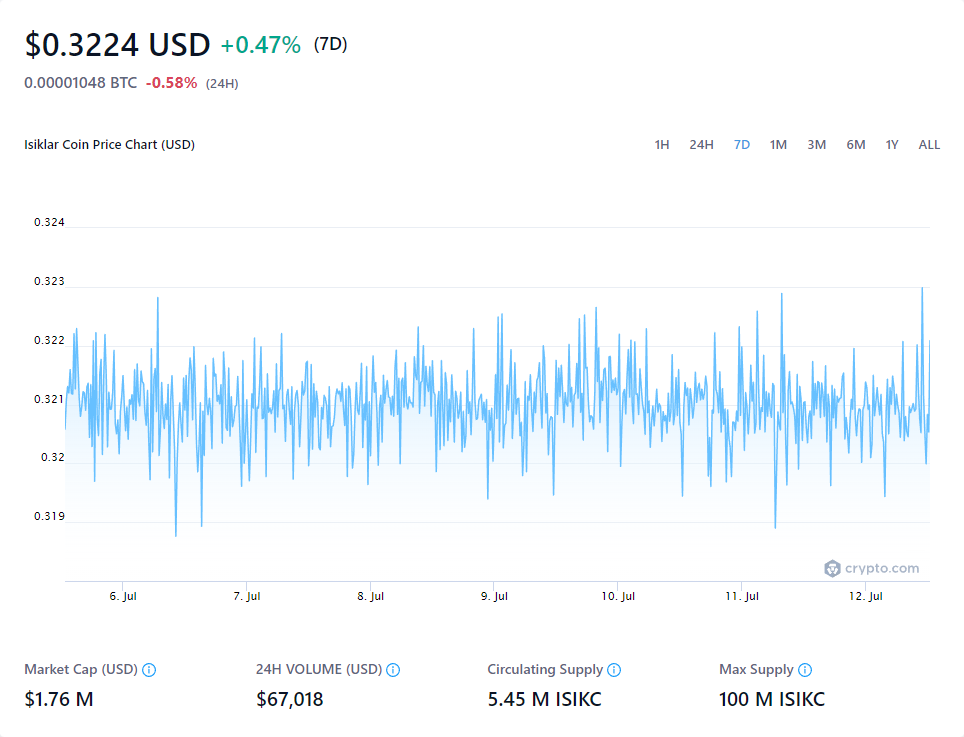 $0.3224 USD +0.47% (7D)
0.00001048 BTC -0.58% (24H)
Isiklar Coin Price Chart (USD) 1H 24H 7D 1M 3M 6M 1Y ALL
0.324
0.323
0.322
0.321
0.32
0.319
crypto.com
6. Jul 7. Jul 8. Jul 9. Jul 10. Jul 11. Jul 12. Jul
Market Cap (USD) 24H VOLUME (USD) Circulating Supply Max Supply
$1.76 M $67,018 5.45 M ISIKC 100 M ISIKC